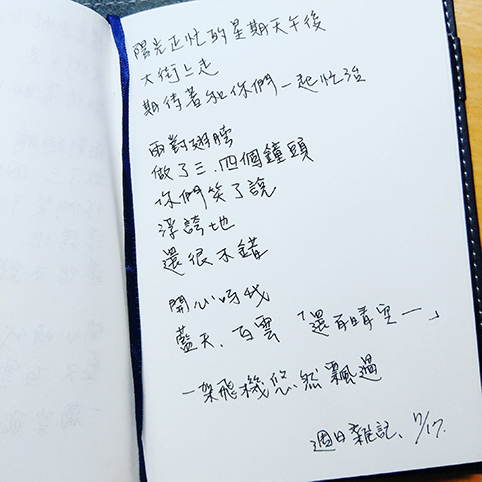 陽光正忙的星期天午後
大街上走
期待著和你們一起忙活
兩對翅膀
做了三、四個鐘頭
你們笑了說
浮誇地
還很不錯
開心嗎我
藍天、白雲 「還有晴空一」
一架飛機悠然飄過
週日雜記、7/17.